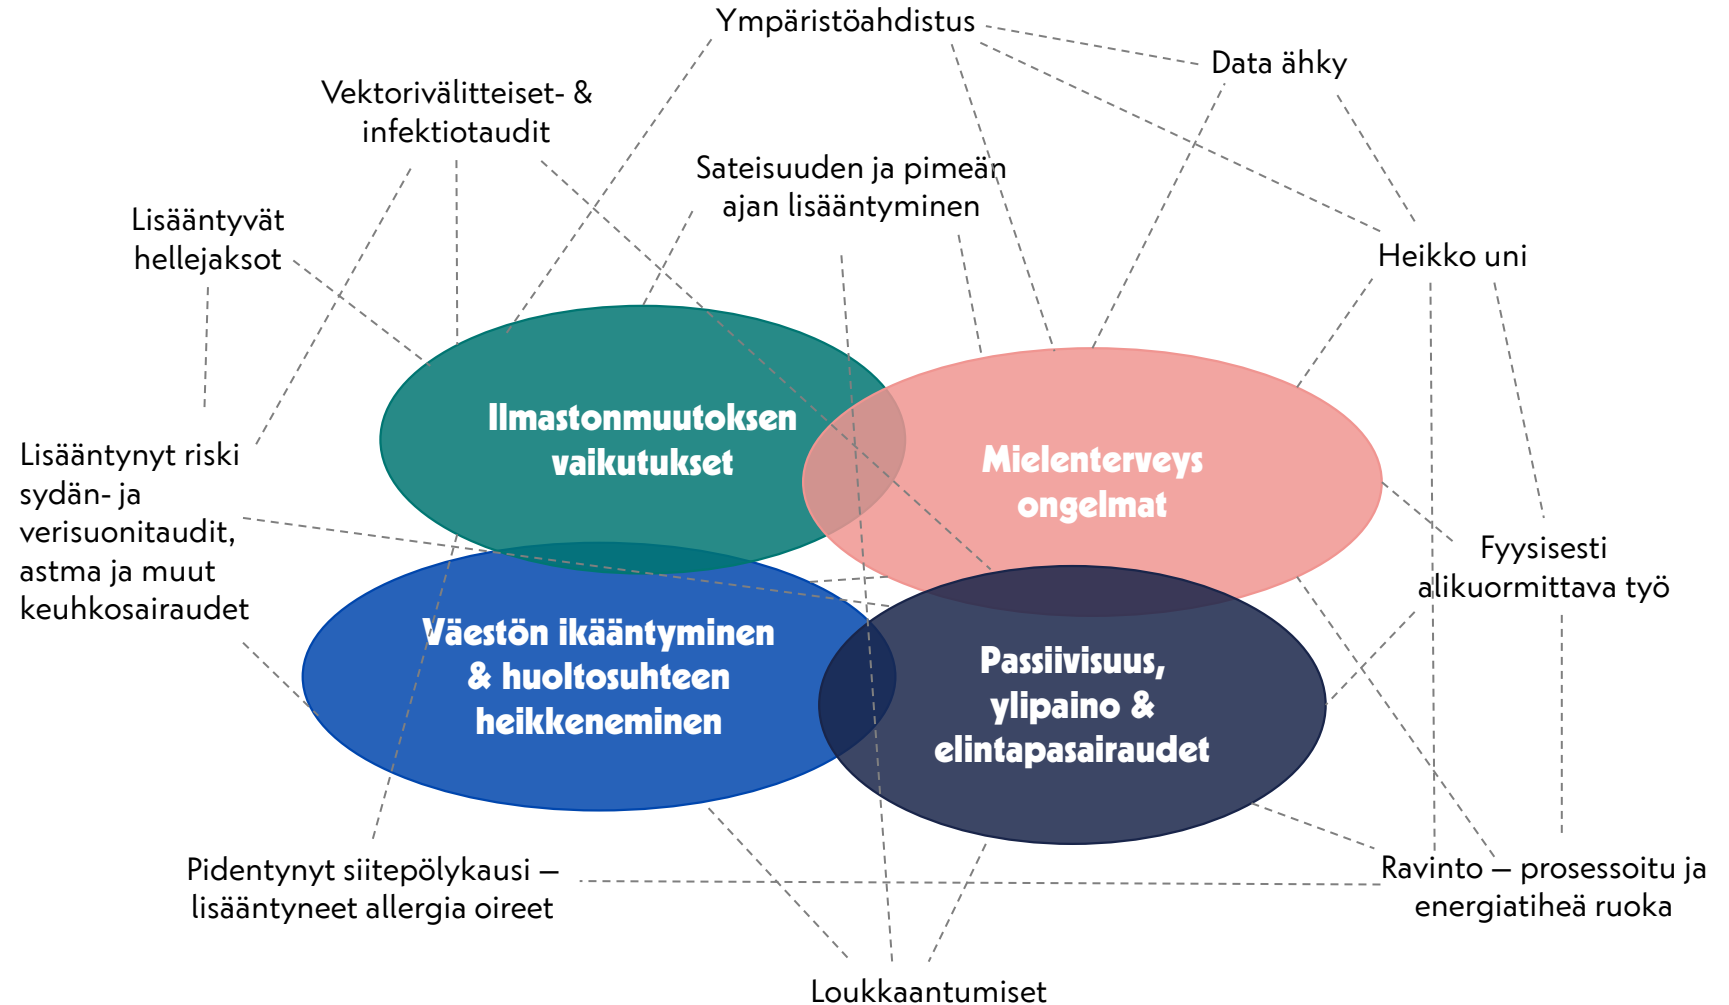 Ympäristöahdistus
Data ähky
Vektorivälitteiset- &
infektiotaudit
Sateisuuden ja pimeän
ajan lisääntyminen
Lisääntyvät
hellejaksot
Heikko uni
Ilmastonmuutoksen
vaikutukset
Mielenterveys
ongelmat
Lisääntynyt riski
sydän- ja
verisuonitaudit,
astma ja muut
keuhkosairaudet
Fyysisesti
alikuormittava työ
Väestön ikääntyminen
& huoltosuhteen
heikkeneminen
Passiivisuus,
ylipaino &
elintapasairaudet
Pidentynyt siitepölykausi –
lisääntyneet allergia oireet
Ravinto – prosessoitu ja
energiatiheä ruoka
Loukkaantumiset